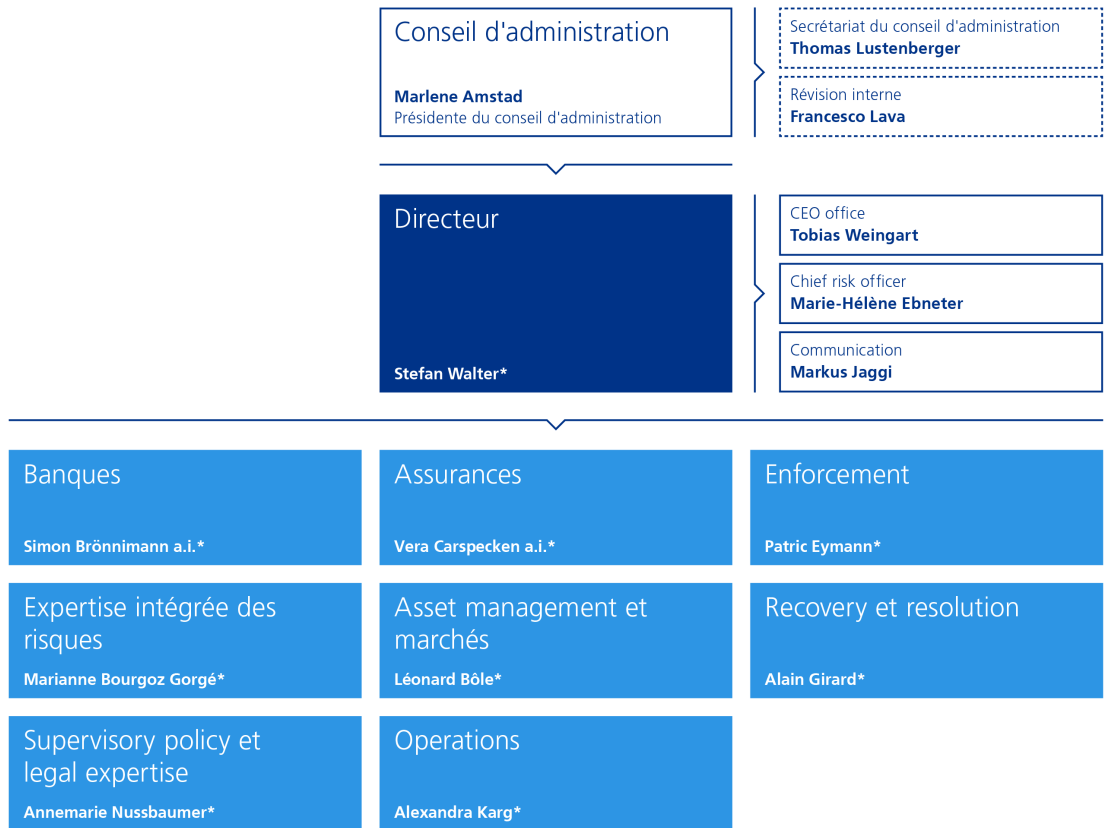 Conseil d'administration
Marlene Amstad
Présidente du conseil d'administration
Secrétariat du conseil d'administration
Thomas Lustenberger
Révision interne
Francesco Lava
Directeur
Stefan Walter*
CEO office
Tobias Weingart
Chief risk officer
Marie-Hélène Ebneter
Communication
Markus Jaggi
Banques
Simon Brönnimann a.i.*
Assurances
Vera Carspecken a.i.*
Enforcement
Patric Eymann*
Expertise intégrée des
risques
Marianne Bourgoz Gorgé*
Asset management et
marchés
Léonard Bôle*
Recovery et resolution
Alain Girard*
Supervisory policy et
legal expertise
Annemarie Nussbaumer*
Operations
Alexandra Karg*